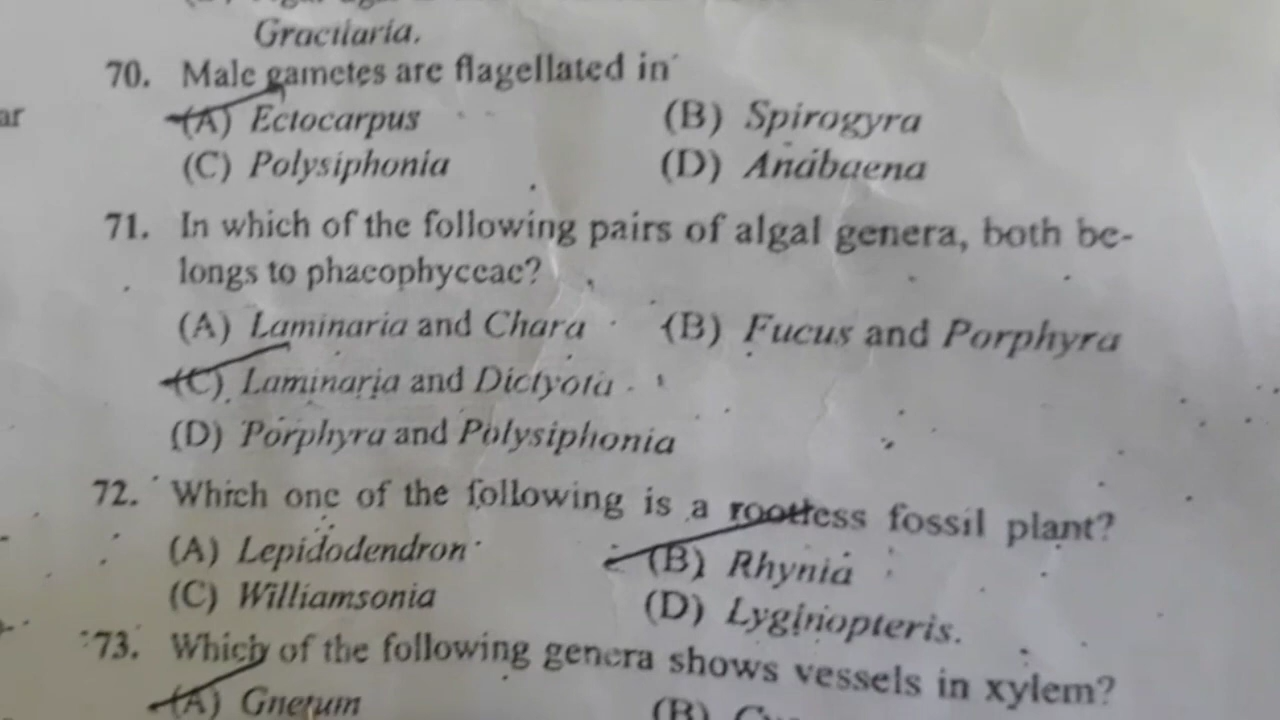 Gracilaria.
70. Male gametes are flagellated in
ar
(A) Ectocarpus (B) Spirogyra
(C) Polysiphonia (D) Anabaena
71. In which of the following pairs of algal genera, both be-
longs to phaeophyceae?
(A) Laminaria and Chara (B) Fucus and Porphyra
(C) Laminaria and Dictyota
(D) Porphyra and Polysiphonia
72. Which one of the following is a rootless fossil plant?
(A) Lepidodendron (B) Rhynia
(C) Williamsonia (D) Lyginopteris.
73. Which of the following genera shows vessels in xylem?
(A) Gnetum (B)